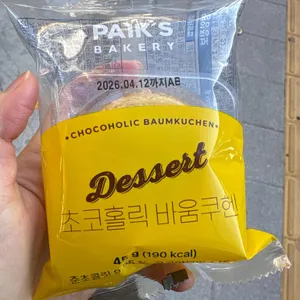 PAIK'S
BAKERY
2026.04.12까지AB
CHOCOHOLIC BAUMKUCHEN
Dessert
초코홀릭 바움쿠헨
45 g (190 kcal)